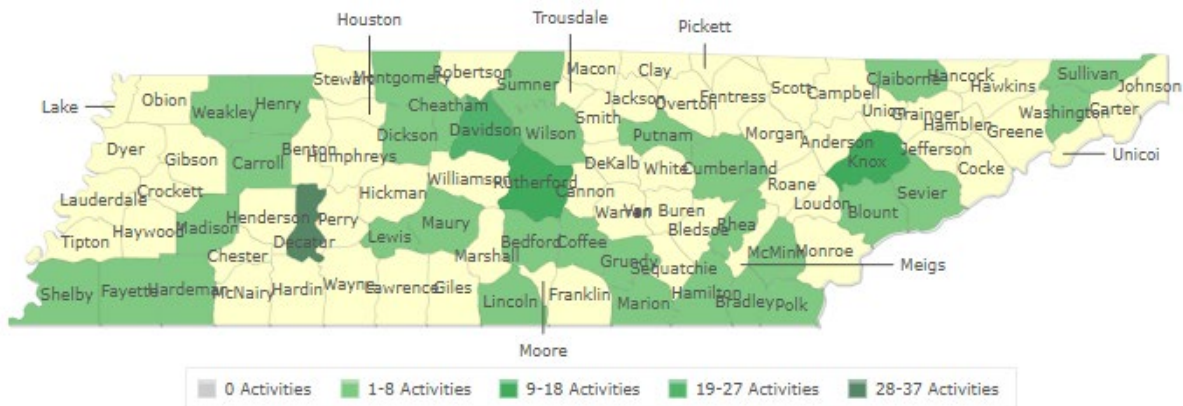 Houston
Trousdale
Pickett
Stewart
Montgomery
Robertson
Sumner
Macon
Clay
Scott
Claiborne
Hancock
Sullivan
Johnson
Lake
Obion
Weakley
Henry
Cheatham
Jackson
Overton
Fentress
Campbell
Hawkins
Union
Grainger
Washington
Carter
Dickson
Davidson
Wilson
Smith
Putnam
Morgan
Anderson
Hamblen
Greene
Dyer
Gibson
Carroll
Benton
Humphreys
DeKalb
White
Cumberland
Knox
Jefferson
Unicoi
Cocke
Williamson
Rutherford
Cannon
Roane
Lauderdale
Crockett
Hickman
Warren
Van Buren
Loudon
Sevier
Tipton
Haywood
Madison
Henderson
Decatur
Perry
Lewis
Maury
Bledsoe
Rhea
Blount
Chester
Marshall
Bedford
Coffee
Grundy
Sequatchie
McMinn
Monroe
Meigs
Shelby
Fayette
Hardeman
McNairy
Hardin
Wayne
Lawrence
Giles
Lincoln
Franklin
Marion
Hamilton
Bradley
Polk
Moore
0 Activities
1-8 Activities
9-18 Activities
19-27 Activities
28-37 Activities